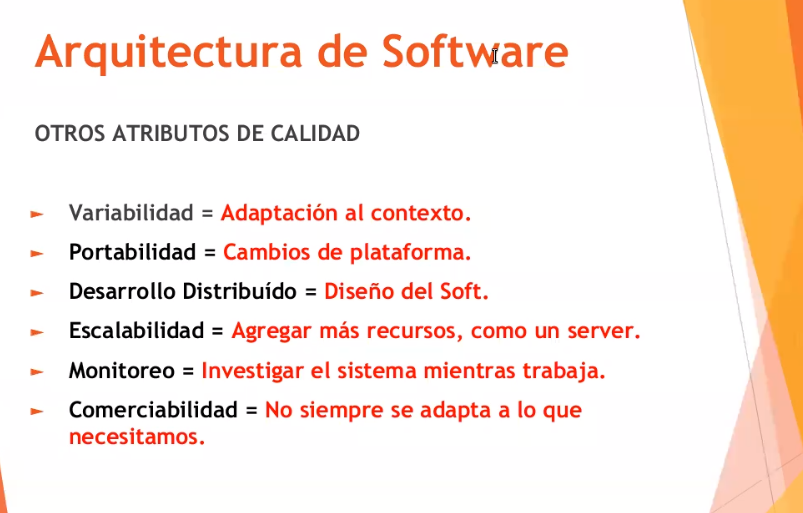 Arquitectura de Software
OTROS ATRIBUTOS DE CALIDAD
► Variabilidad = Adaptación al contexto.
► Portabilidad = Cambios de plataforma.
► Desarrollo Distribuído = Diseño del Soft.
► Escalabilidad = Agregar más recursos, como un server.
► Monitoreo = Investigar el sistema mientras trabaja.
► Comerciabilidad = No siempre se adapta a lo que
necesitamos.